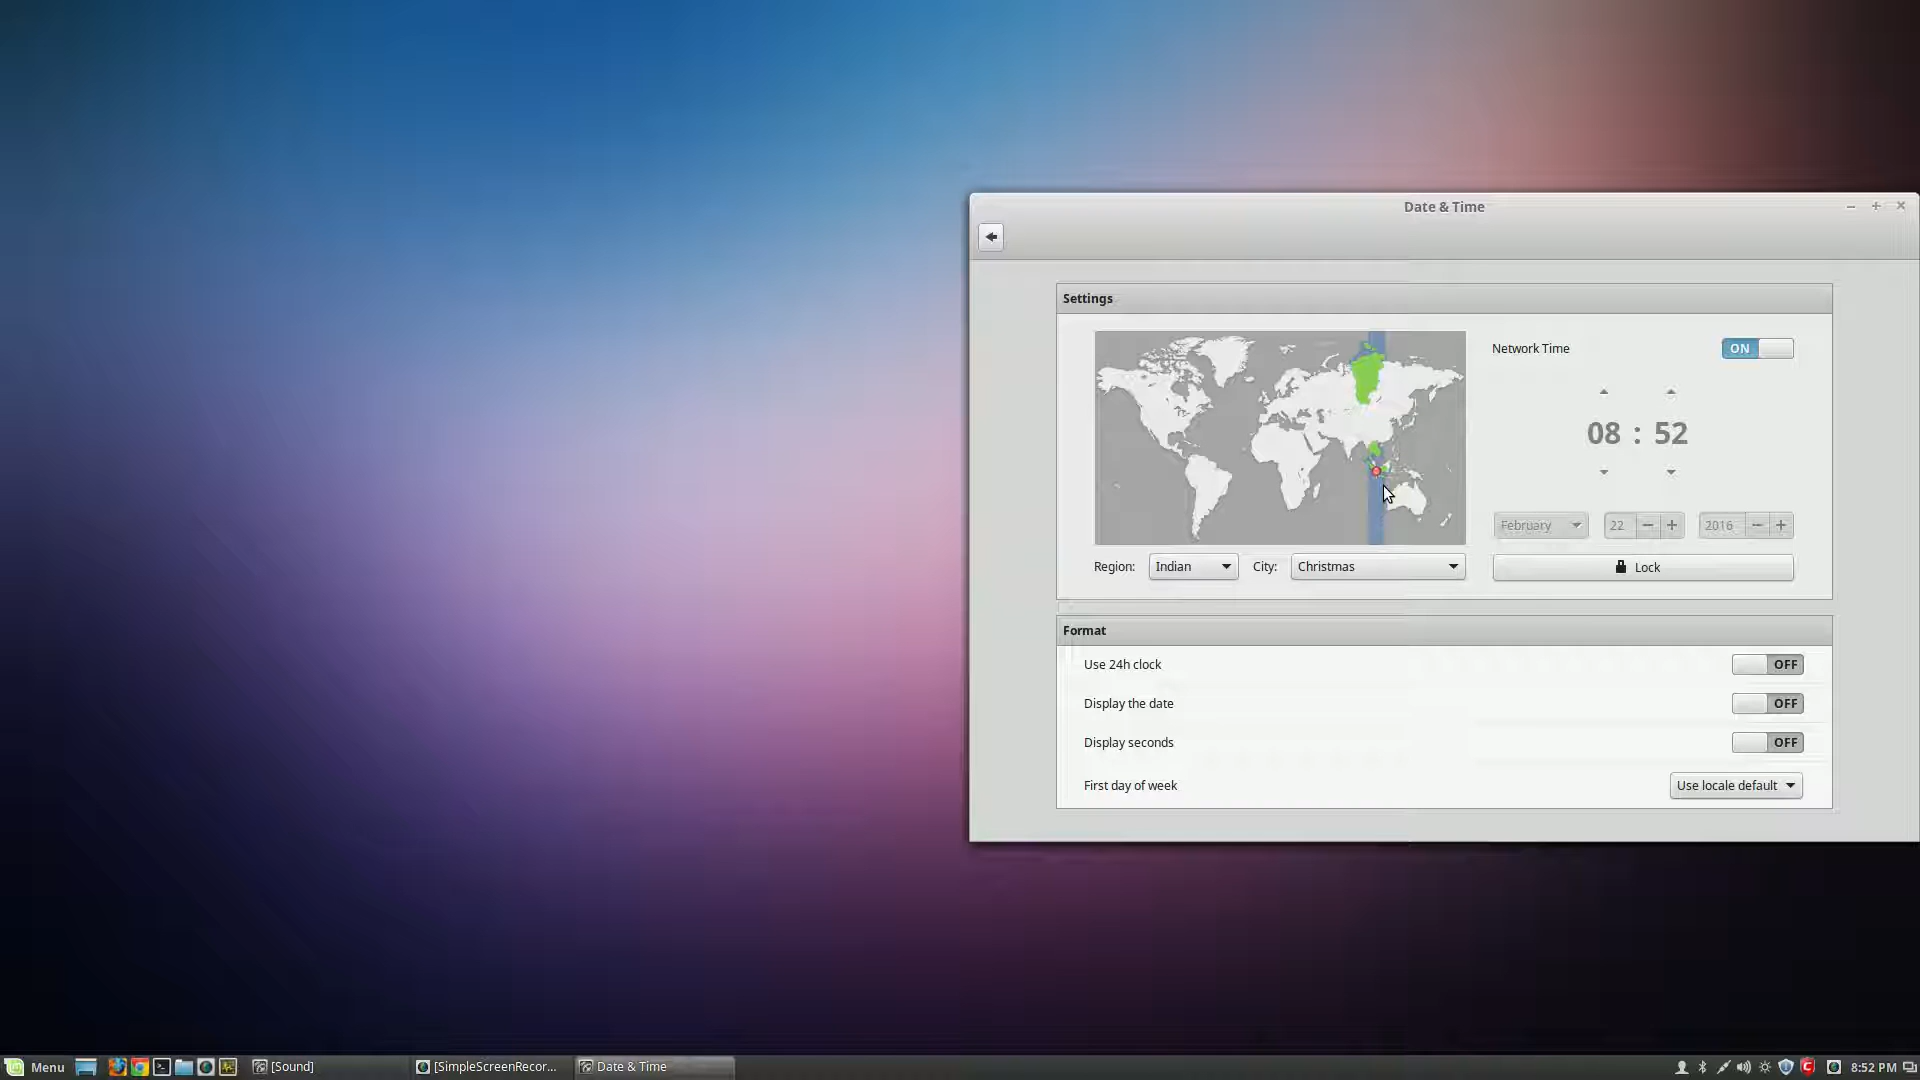 Date & Time
Settings
Network Time
ON
08 : 52
February
22
2016
Region:
Indian
City:
Christmas
Lock
Format
Use 24h clock
OFF
Display the date
OFF
Display seconds
OFF
First day of week
Use locale default
Menu
[Sound]
[SimpleScreenRecor...
Date & Time
8:52 PM